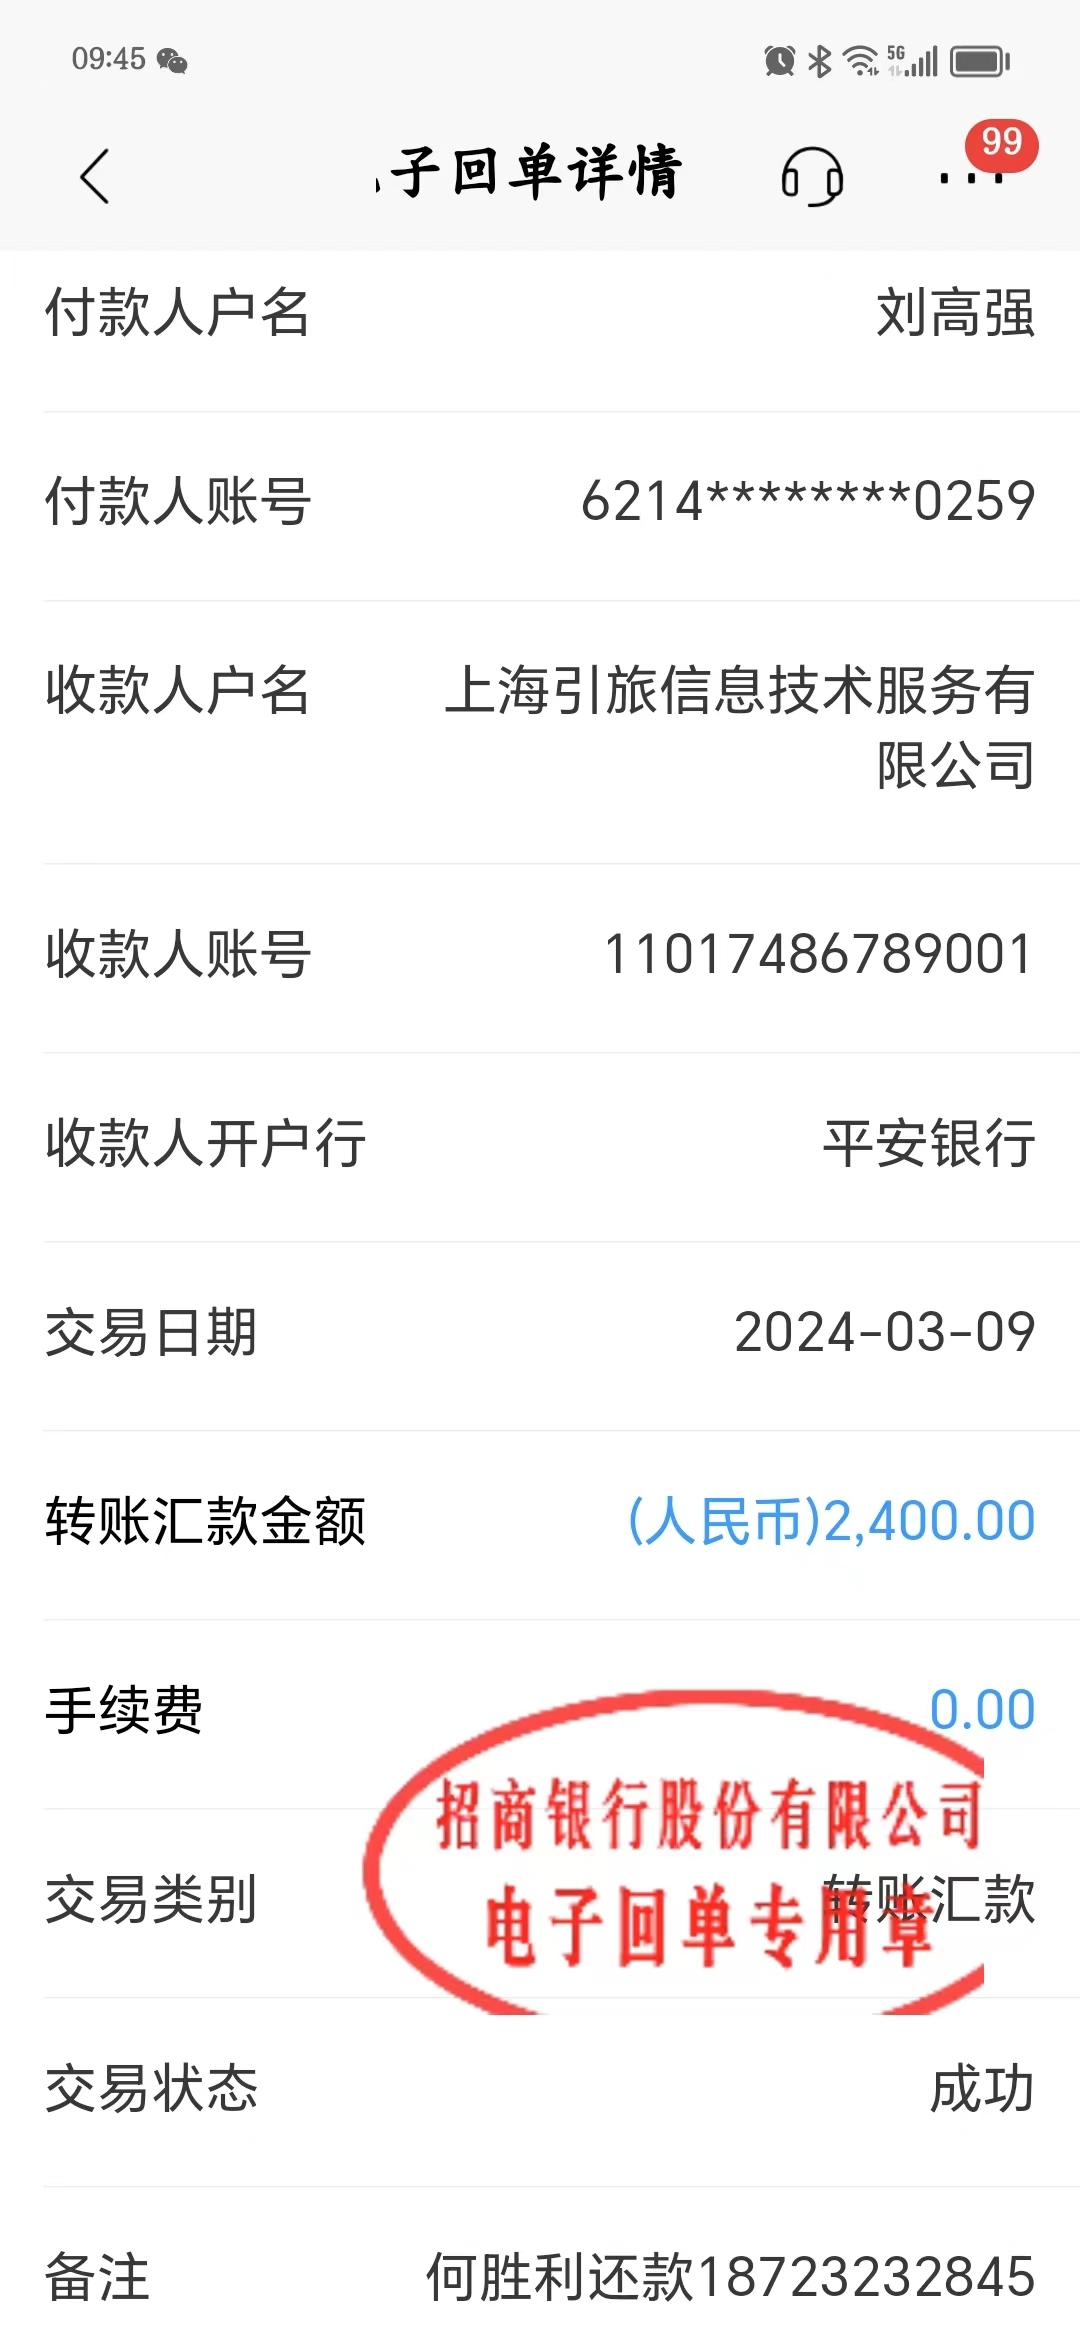 09:45
5G
子回单详情
99
付款人户名 刘高强
付款人账号 6214********0259
收款人户名 上海引旅信息技术服务有
限公司
收款人账号 11017486789001
收款人开户行 平安银行
交易日期 2024-03-09
转账汇款金额 (人民币)2,400.00
手续费 0.00
招商银行股份有限公司
交易类别 转账汇款
电子回单专用章
交易状态 成功
备注 何胜利还款18723232845